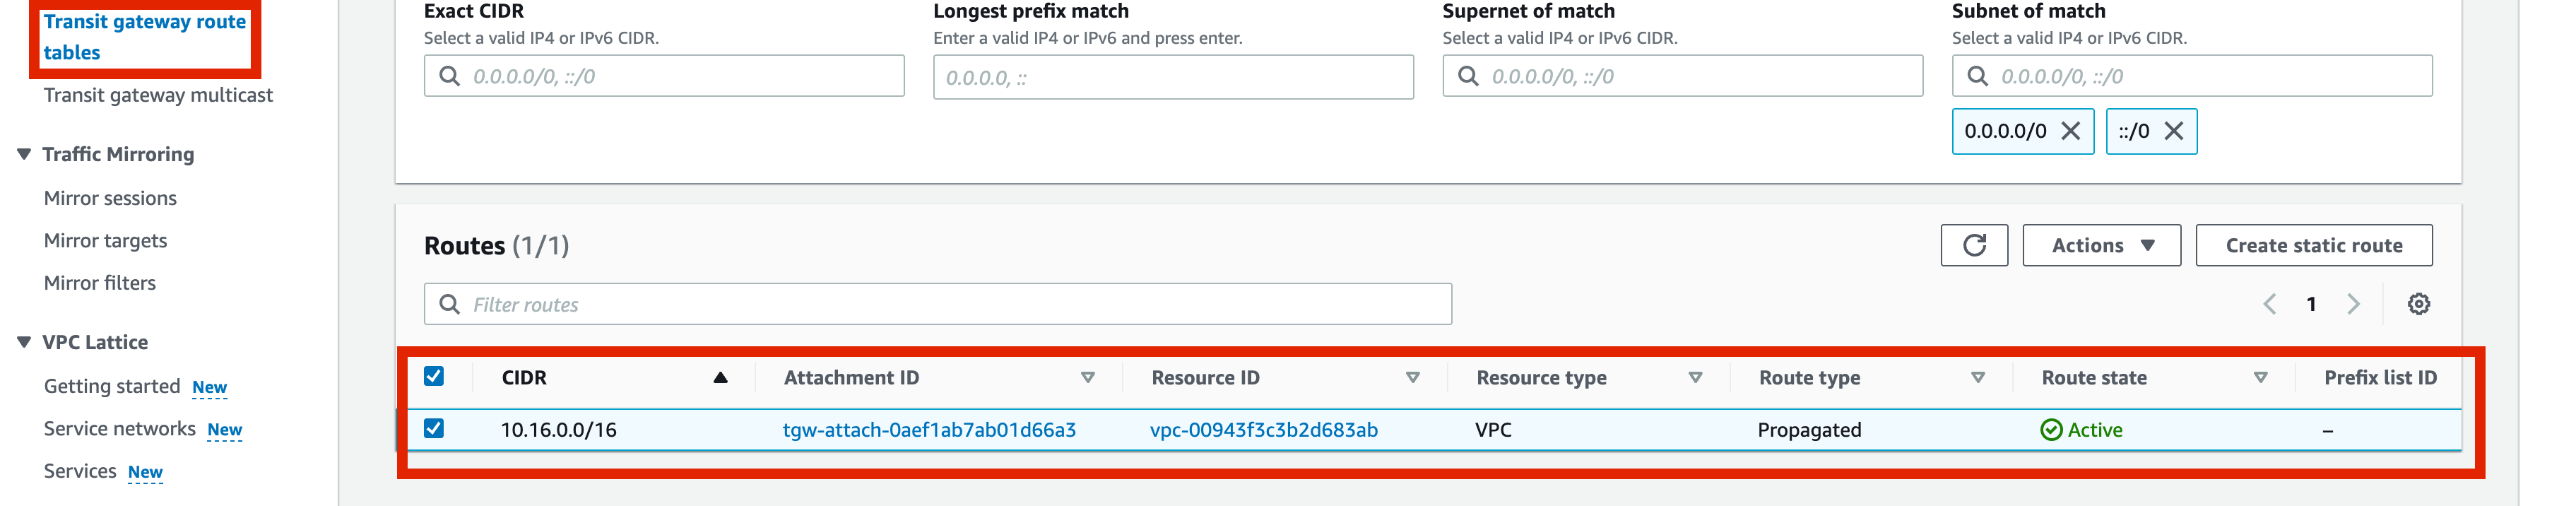 Transit gateway route
tables
Transit gateway multicast
Traffic Mirroring
Mirror sessions
Mirror targets
Mirror filters
VPC Lattice
Getting started New
Service networks New
Services New
Exact CIDR
Select a valid IP4 or IPv6 CIDR.
0.0.0.0/0, ::/0
Longest prefix match
Enter a valid IP4 or IPv6 and press enter.
0.0.0.0, ::
Supernet of match
Select a valid IP4 or IPv6 CIDR.
0.0.0.0/0, ::/0
Subnet of match
Select a valid IP4 or IPv6 CIDR.
0.0.0.0/0, ::/0
0.0.0.0/0 ::/0
Routes (1/1)
Actions Create static route
Filter routes
1
CIDR Attachment ID Resource ID Resource type Route type Route state Prefix list ID
10.16.0.0/16 tgw-attach-0aef1ab7ab01d66a3 vpc-00943f3c3b2d683ab VPC Propagated Active –